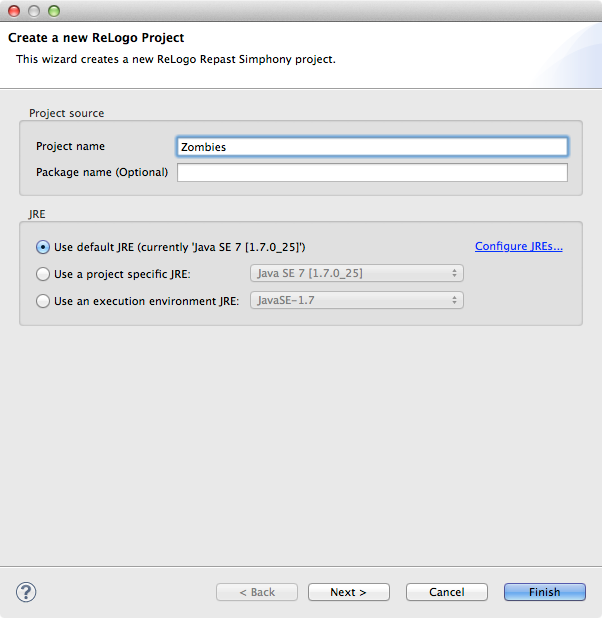 Create a new ReLogo Project
This wizard creates a new ReLogo Repast Simphony project.
Project source
Project name Zombies
Package name (Optional)
JRE
Use default JRE (currently 'Java SE 7 [1.7.0_25]') Configure JREs...
Use a project specific JRE: Java SE 7 [1.7.0_25]
Use an execution environment JRE: JavaSE-1.7
? < Back Next > Cancel Finish